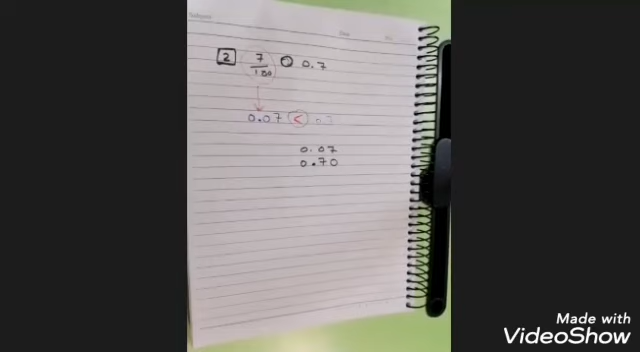 2 7/100 ○ 0.7
0.07 < 0.7
0.07
0.70
Made with
VideoShow